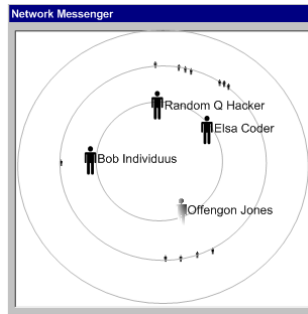 Network Messenger
Random Q Hacker
Elsa Coder
Bob Individuus
Offengon Jones